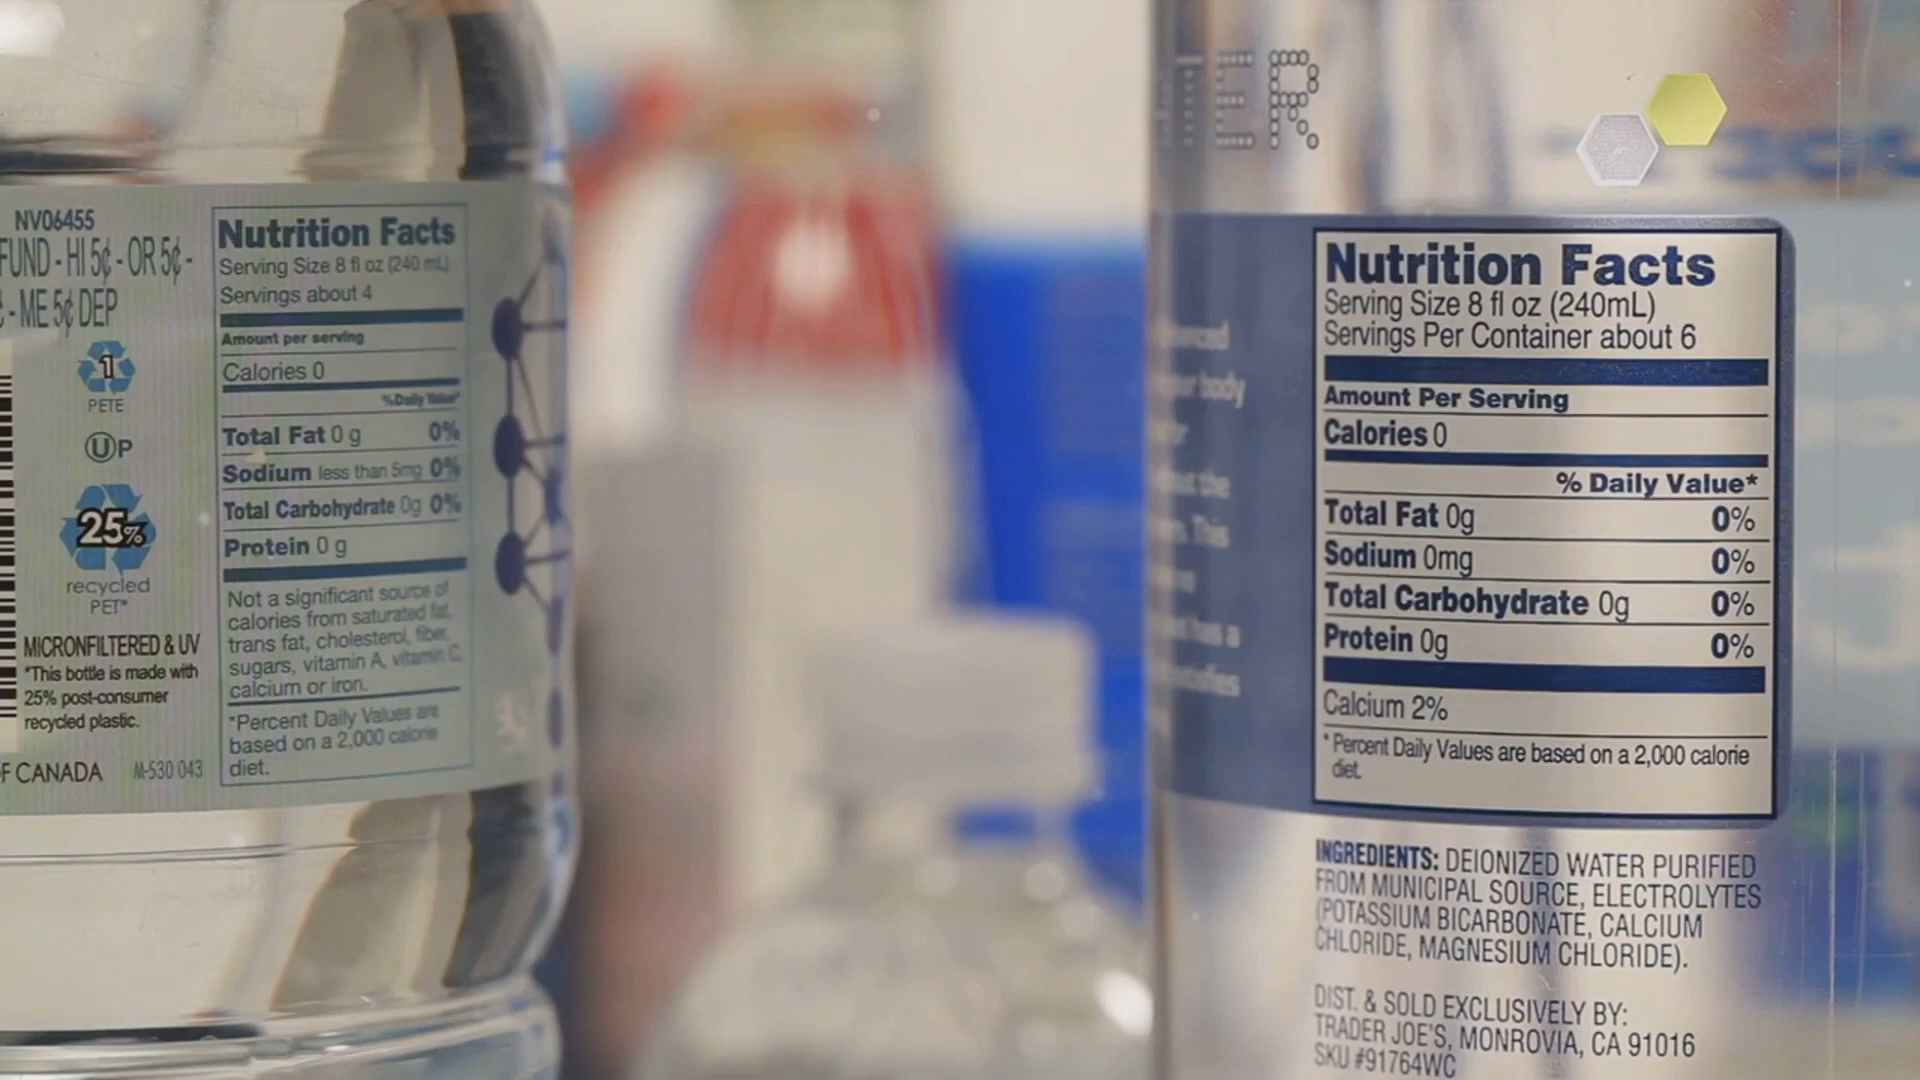 NV06455
FUND - HI 5¢ - OR 5¢ -
- ME 5¢ DEP
1
PETE
UP
25%
recycled
PET*
MICRONFILTERED & UV
*This bottle is made with
25% post-consumer
recycled plastic.
F CANADA M-530 043
Nutrition Facts
Serving Size 8 fl oz (240 mL)
Servings about 4
Amount per serving
Calories 0
%Daily Value*
Total Fat 0 g 0%
Sodium less than 5mg 0%
Total Carbohydrate 0g 0%
Protein 0 g
Not a significant source of
calories from saturated fat,
trans fat, cholesterol, fiber,
sugars, vitamin A, vitamin C,
calcium or iron.
*Percent Daily Values are
based on a 2,000 calorie
diet.
TER
body
the
This
has a
Nutrition Facts
Serving Size 8 fl oz (240mL)
Servings Per Container about 6
Amount Per Serving
Calories 0
% Daily Value*
Total Fat 0g 0%
Sodium 0mg 0%
Total Carbohydrate 0g 0%
Protein 0g 0%
Calcium 2%
* Percent Daily Values are based on a 2,000 calorie
diet.
INGREDIENTS: DEIONIZED WATER PURIFIED
FROM MUNICIPAL SOURCE, ELECTROLYTES
(POTASSIUM BICARBONATE, CALCIUM
CHLORIDE, MAGNESIUM CHLORIDE).
DIST. & SOLD EXCLUSIVELY BY:
TRADER JOE'S, MONROVIA, CA 91016
SKU #91764WC